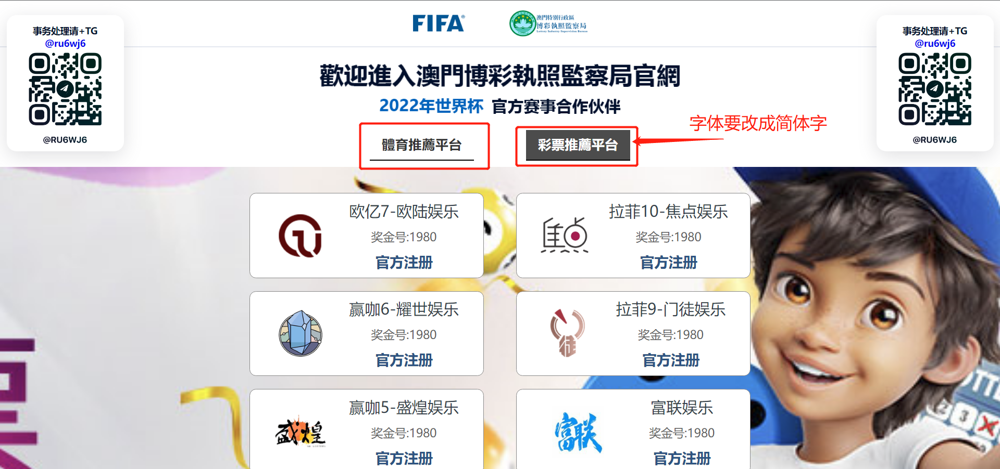 FIFA®
澳門特别行政區
博彩執照監察局
Lottery Industry Supervision Bureau
事务处理请+TG
@ru6wj6
@RU6WJ6
事务处理请+TG
@ru6wj6
@RU6WJ6
歡迎進入澳門博彩執照監察局官網
2022年世界杯 官方赛事合作伙伴
字体要改成简体字
體育推薦平台
彩票推薦平台
欧亿7-欧陆娱乐
奖金号:1980
官方注册
拉菲10-焦点娱乐
奖金号:1980
官方注册
赢咖6-耀世娱乐
奖金号:1980
官方注册
徒
拉菲9-门徒娱乐
奖金号:1980
官方注册
盛煌
赢咖5-盛煌娱乐
奖金号:1980
官方注册
富联
富联娱乐
奖金号:1980
官方注册
2 3